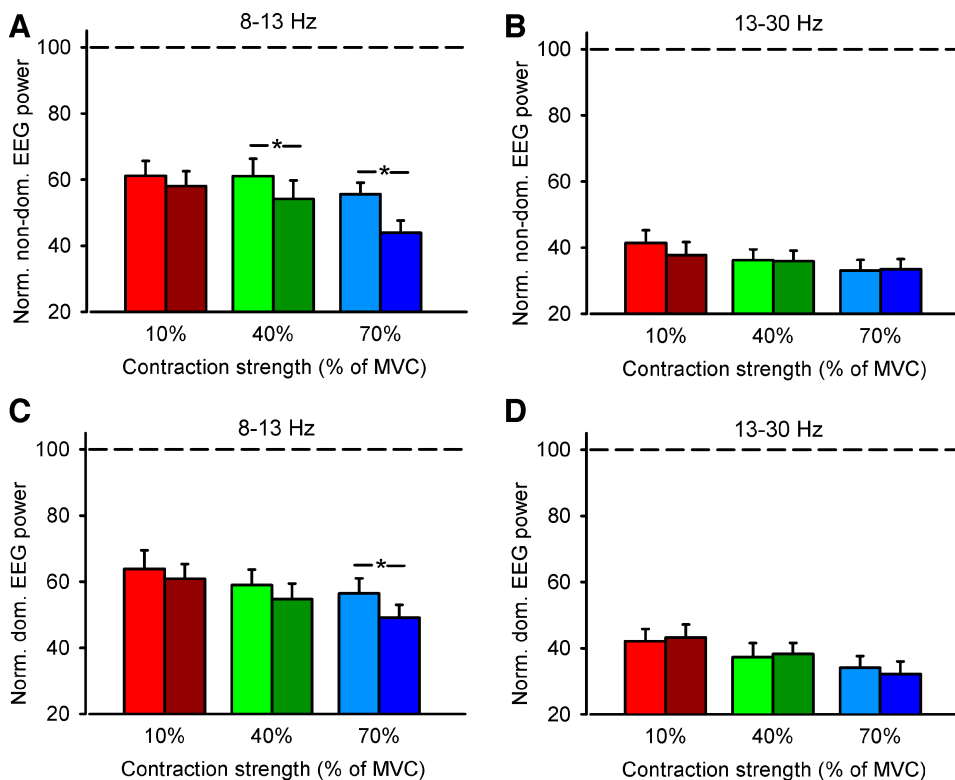 A
8-13 Hz
100
80
60
40
20
Norm. non-dom. EEG power
*
*
10%
40%
70%
Contraction strength (% of MVC)
B
13-30 Hz
100
80
60
40
20
Norm. non-dom. EEG power
10%
40%
70%
Contraction strength (% of MVC)
C
8-13 Hz
100
80
60
40
20
Norm. dom. EEG power
*
10%
40%
70%
Contraction strength (% of MVC)
D
13-30 Hz
100
80
60
40
20
Norm. dom. EEG power
10%
40%
70%
Contraction strength (% of MVC)